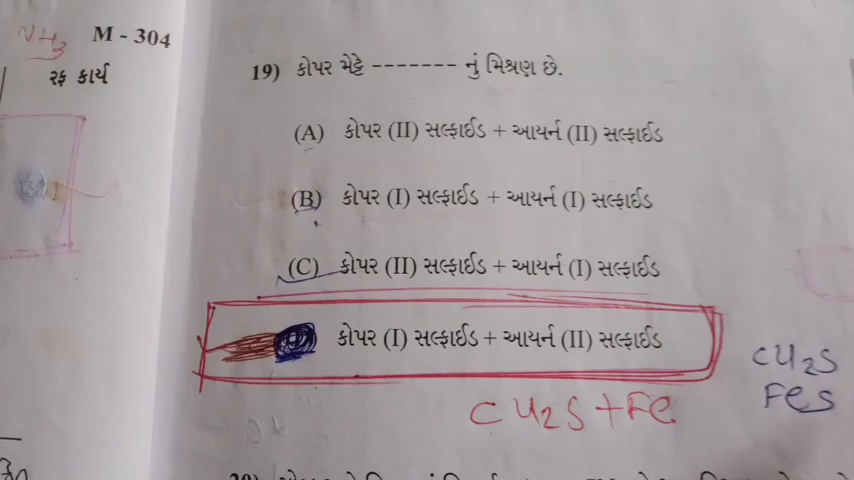 NH3
M - 304
રફ કાર્ય
19) કોપર મેટ્ટે ------- નું મિશ્રણ છે.
(A) કોપર (II) સલ્ફાઈડ + આયર્ન (II) સલ્ફાઈડ
(B) કોપર (I) સલ્ફાઈડ + આયર્ન (I) સલ્ફાઈડ
(C) કોપર (II) સલ્ફાઈડ + આયર્ન (I) સલ્ફાઈડ
કોપર (I) સલ્ફાઈડ + આયર્ન (II) સલ્ફાઈડ
CU2S
FeS
CU2S + Fe